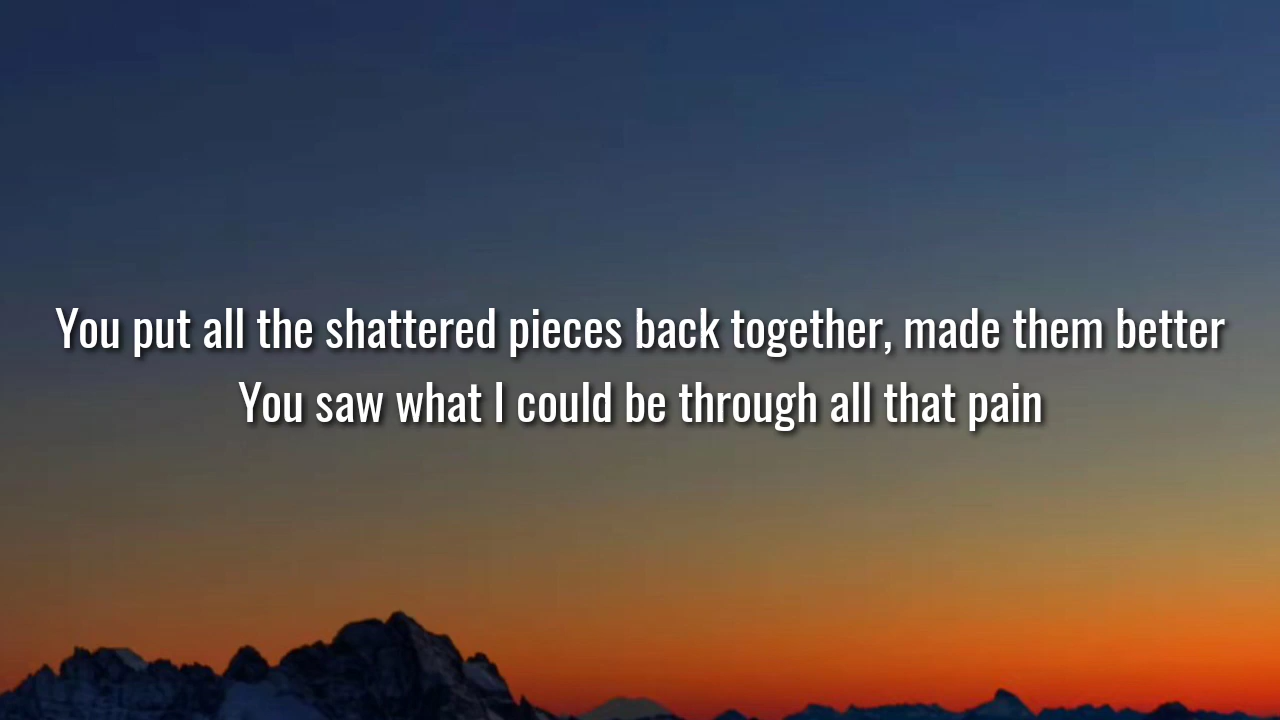 You put all the shattered pieces back together, made them better
You saw what I could be through all that pain